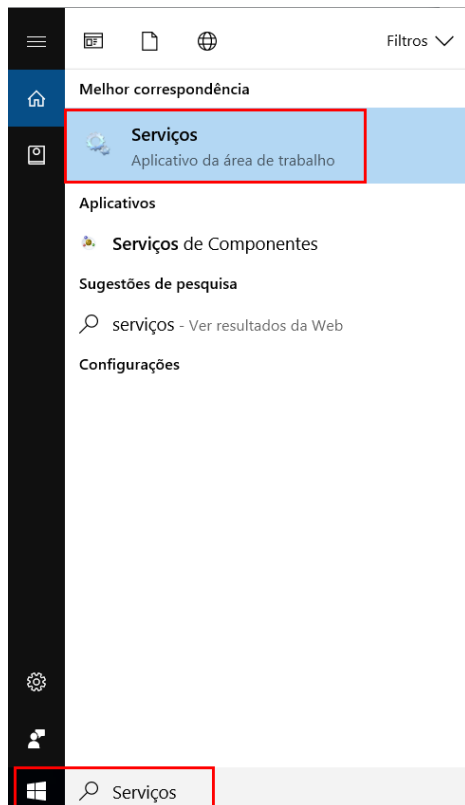 Filtros
Melhor correspondência
Serviços
Aplicativo da área de trabalho
Aplicativos
Serviços de Componentes
Sugestões de pesquisa
serviços - Ver resultados da Web
Configurações
Serviços